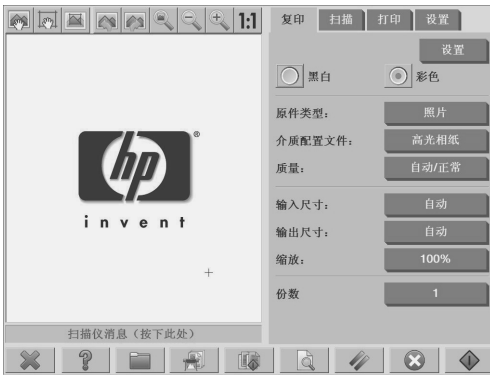 1:1
复印 扫描 打印 设置
设置
黑白 彩色
原件类型： 照片
介质配置文件： 高光相纸
质量： 自动/正常
输入尺寸： 自动
输出尺寸： 自动
缩放： 100%
份数 1
hp ®
invent
扫描仪消息（按下此处）
?